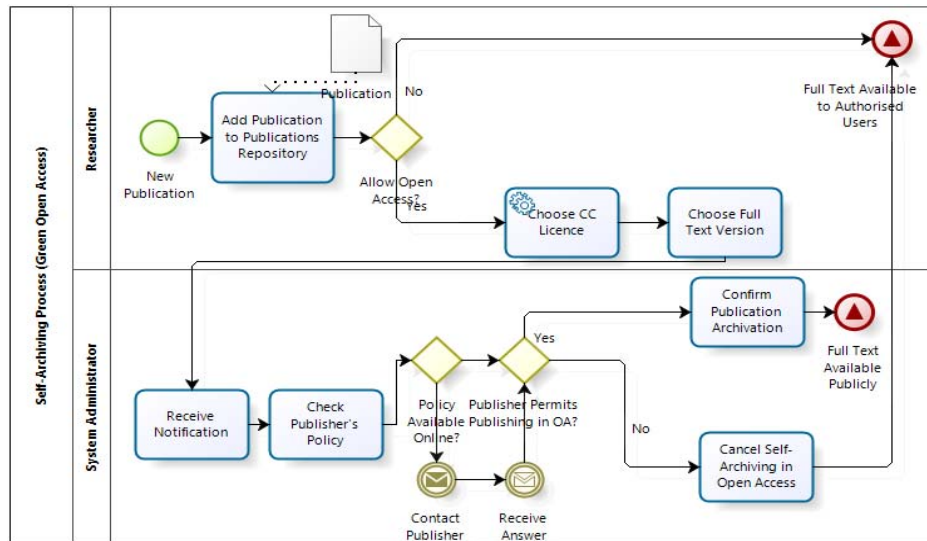 Self-Archiving Process (Green Open Access)
Researcher
New
Publication
Add Publication
to Publications
Repository
Publication
No
Allow Open
Access?
Yes
Choose CC
Licence
Choose Full
Text Version
Full Text Available
to Authorised
Users
System Administrator
Receive
Notification
Check
Publisher's
Policy
Policy
Available
Online?
Contact
Publisher
Receive
Answer
Publisher Permits
Publishing in OA?
Yes
No
Confirm
Publication
Archivation
Full Text
Available
Publicly
Cancel Self-
Archiving in
Open Access